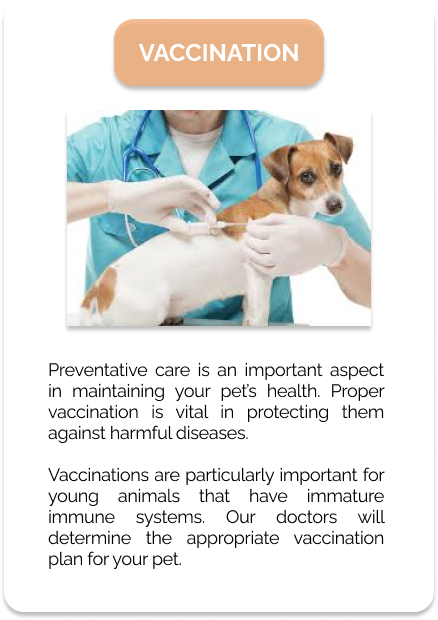 VACCINATION
Preventative care is an important aspect
in maintaining your pet's health. Proper
vaccination is vital in protecting them
against harmful diseases.
Vaccinations are particularly important for
young animals that have immature
immune systems. Our doctors will
determine the appropriate vaccination
plan for your pet.